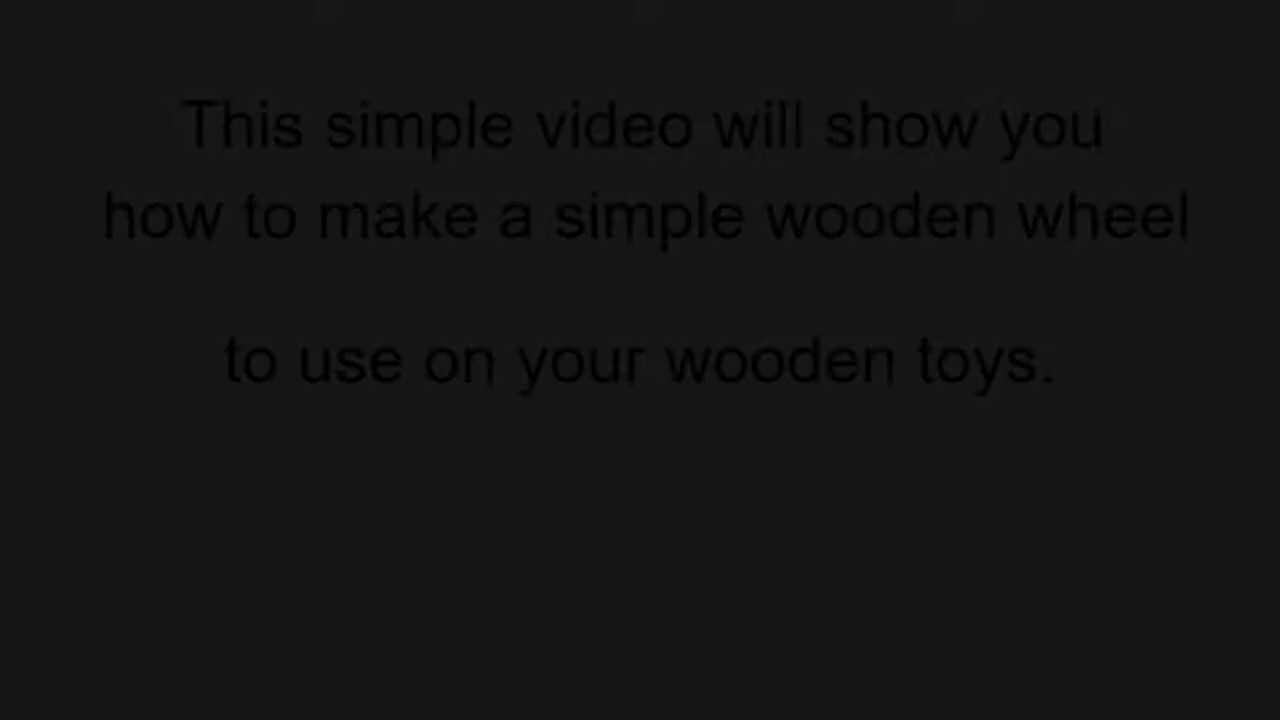 This simple video will show you
how to make a simple wooden wheel
to use on your wooden toys.